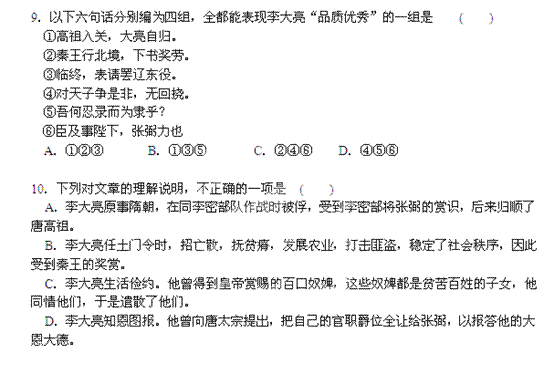 9. 以下六句话分别编为四组，全都能表现李大亮“品质优秀”的一组是 （ ）
①高祖入关，大亮自归。
②秦王行北境，下书奖劳。
③临终，表请罢辽东役。
④对天子争是非，无回挠。
⑤吾何忍录而为隶乎？
⑥臣及事陛下，张弼力也
A. ①②③ B. ①③⑤ C. ②④⑥ D. ④⑤⑥
10. 下列对文章的理解说明，不正确的一项是 （ ）
A. 李大亮原事隋朝，在同李密部队作战时被俘，受到李密部将张弼的赏识，后来归顺了
唐高祖。
B. 李大亮任土门令时，招亡散，抚贫瘠，发展农业，打击匪盗，稳定了社会秩序，因此
受到秦王的奖赏。
C. 李大亮生活俭约。他曾得到皇帝赏赐的百口奴婢，这些奴婢都是贫苦百姓的子女，他
同情他们，于是遣散了他们。
D. 李大亮知恩图报。他曾向唐太宗提出，把自己的官职爵位全让给张弼，以报答他的大
恩大德。